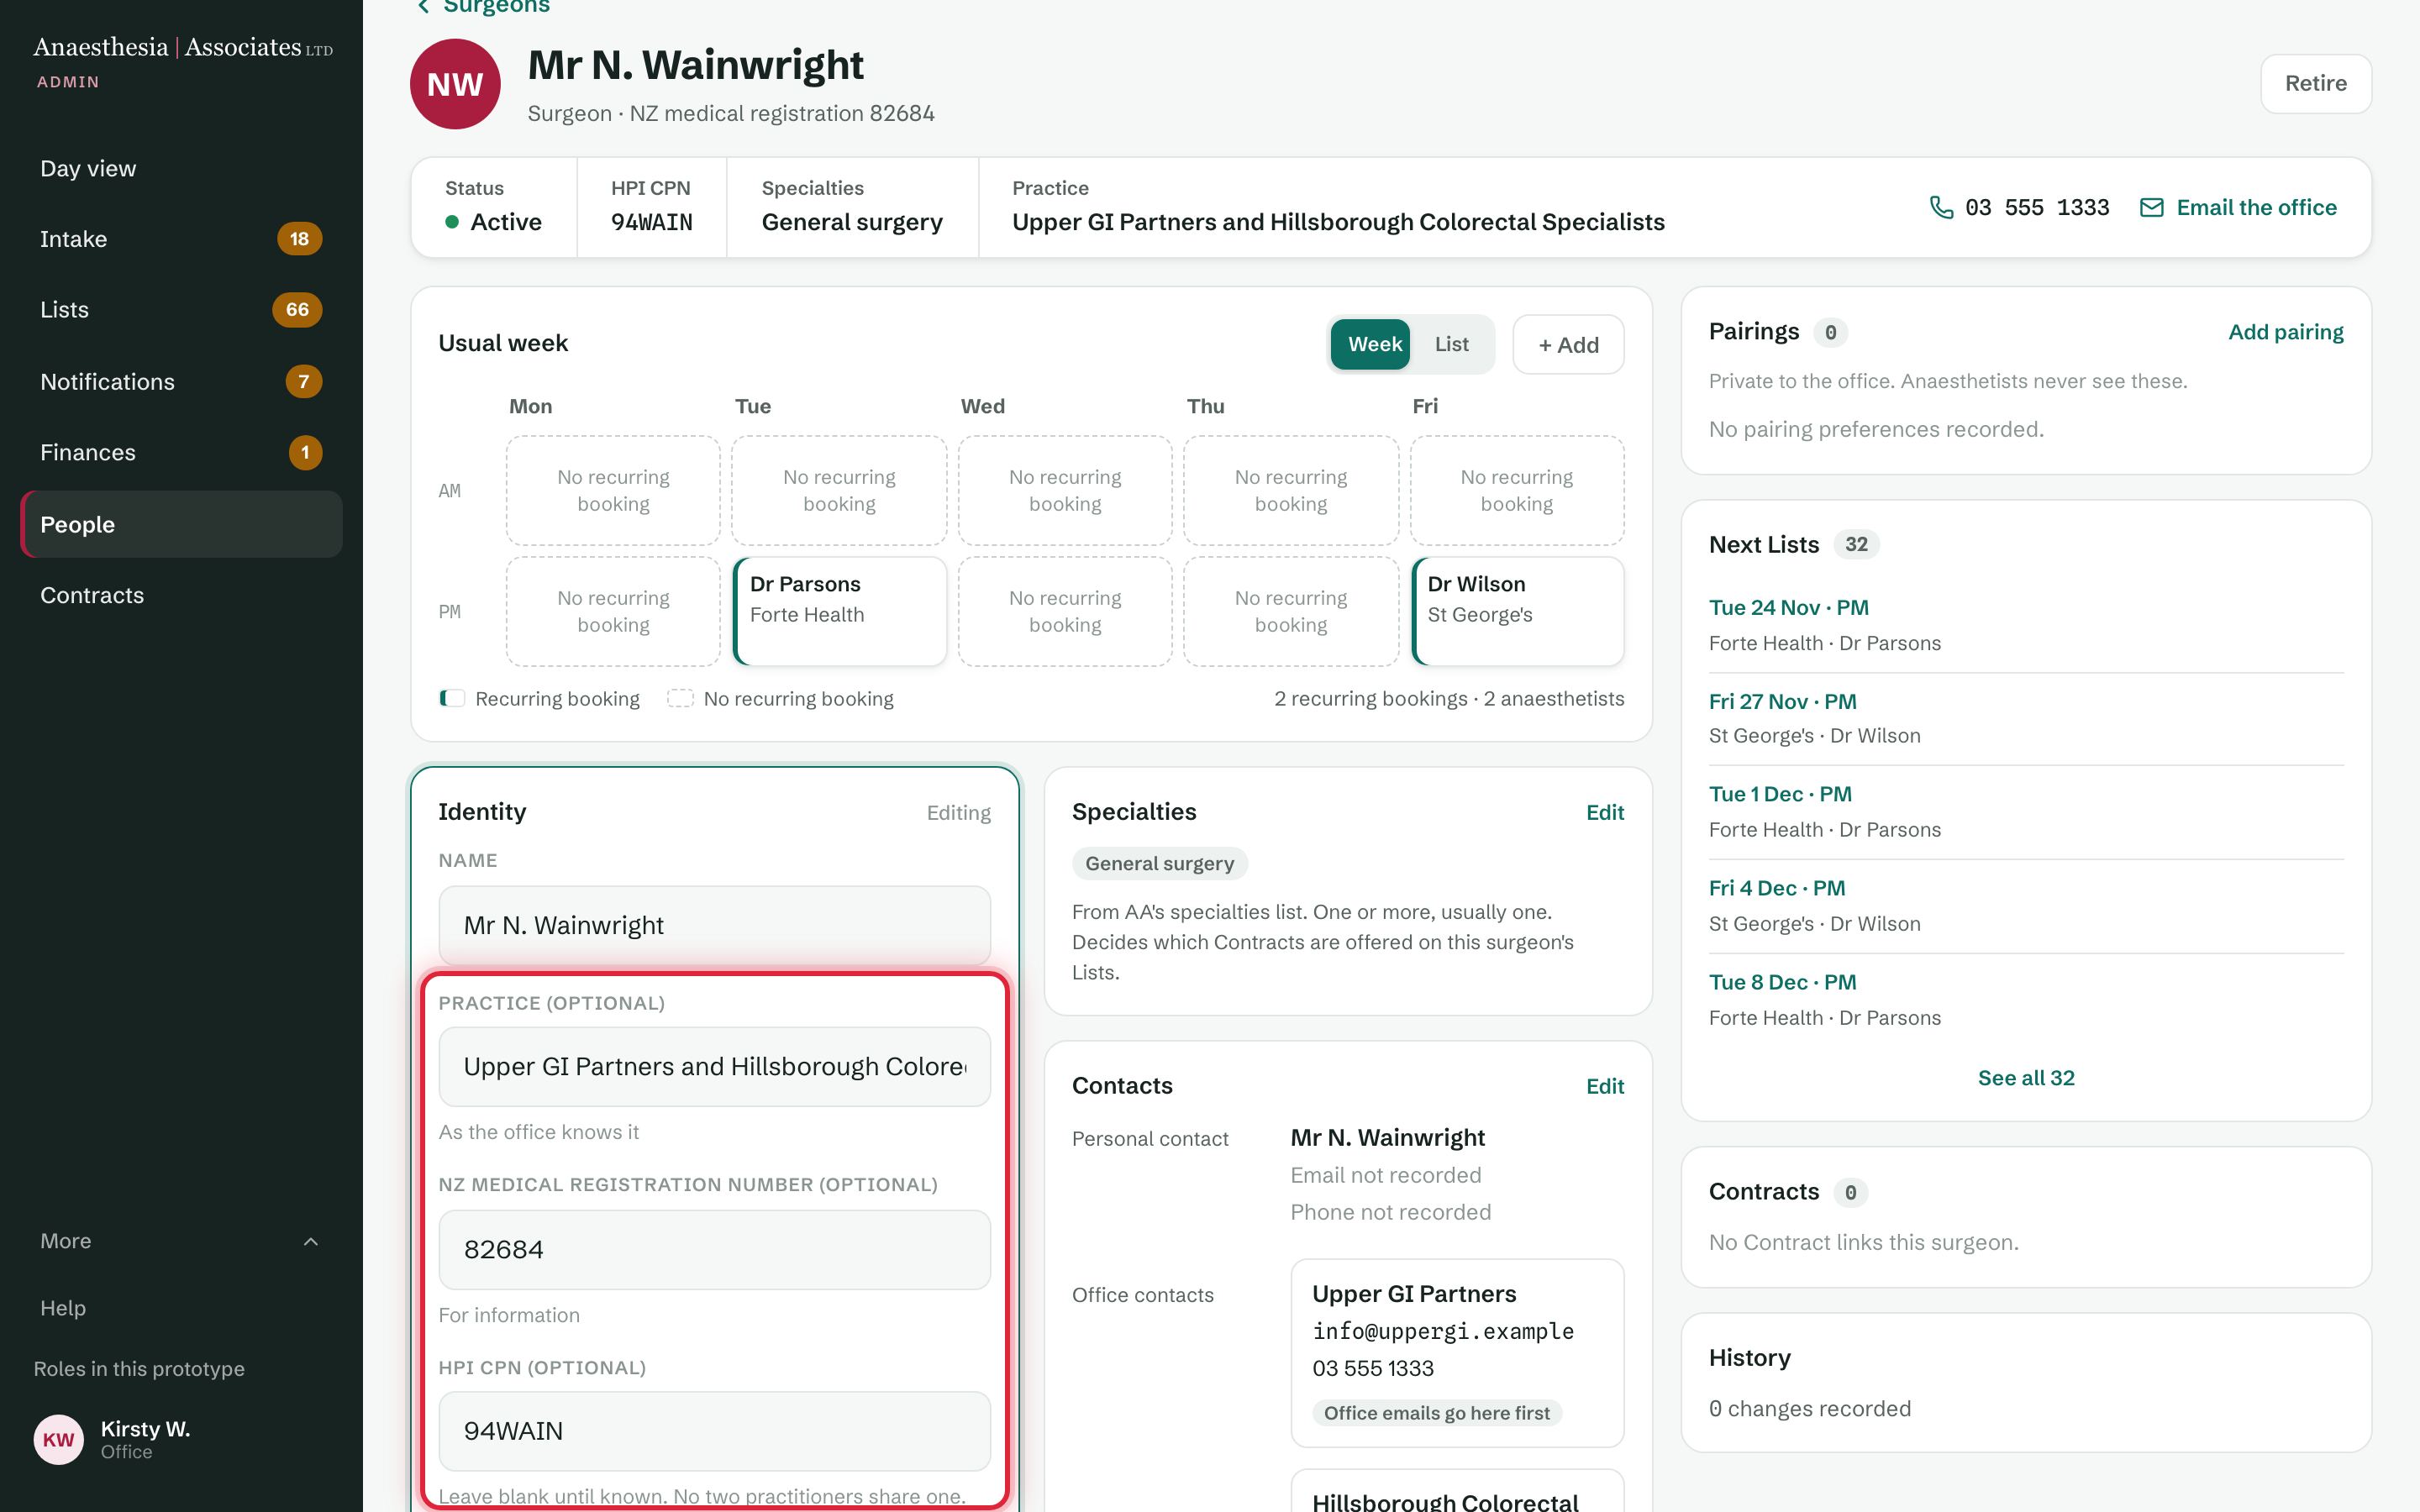 Anaesthesia | Associates LTD
ADMIN
Day view
Intake 18
Lists 66
Notifications 7
Finances 1
People
Contracts
More
Help
Roles in this prototype
KW
Kirsty W.
Office
Surgeons
NW
Mr N. Wainwright
Surgeon · NZ medical registration 82684
Retire
Status
Active
HPI CPN
94WAIN
Specialties
General surgery
Practice
Upper GI Partners and Hillsborough Colorectal Specialists
03 555 1333
Email the office
Usual week
Week
List
+ Add
Mon Tue Wed Thu Fri
AM
No recurring
booking
No recurring
booking
No recurring
booking
No recurring
booking
No recurring
booking
PM
No recurring
booking
Dr Parsons
Forte Health
No recurring
booking
No recurring
booking
Dr Wilson
St George's
Recurring booking
No recurring booking
2 recurring bookings · 2 anaesthetists
Identity
Editing
NAME
Mr N. Wainwright
PRACTICE (OPTIONAL)
Upper GI Partners and Hillsborough Colorec
As the office knows it
NZ MEDICAL REGISTRATION NUMBER (OPTIONAL)
82684
For information
HPI CPN (OPTIONAL)
94WAIN
Leave blank until known. No two practitioners share one.
Specialties
Edit
General surgery
From AA's specialties list. One or more, usually one.
Decides which Contracts are offered on this surgeon's
Lists.
Contacts
Edit
Personal contact
Mr N. Wainwright
Email not recorded
Phone not recorded
Office contacts
Upper GI Partners
info@uppergi.example
03 555 1333
Office emails go here first
Hillsborough Colorectal
Pairings 0
Add pairing
Private to the office. Anaesthetists never see these.
No pairing preferences recorded.
Next Lists 32
Tue 24 Nov · PM
Forte Health · Dr Parsons
Fri 27 Nov · PM
St George's · Dr Wilson
Tue 1 Dec · PM
Forte Health · Dr Parsons
Fri 4 Dec · PM
St George's · Dr Wilson
Tue 8 Dec · PM
Forte Health · Dr Parsons
See all 32
Contracts 0
No Contract links this surgeon.
History
0 changes recorded